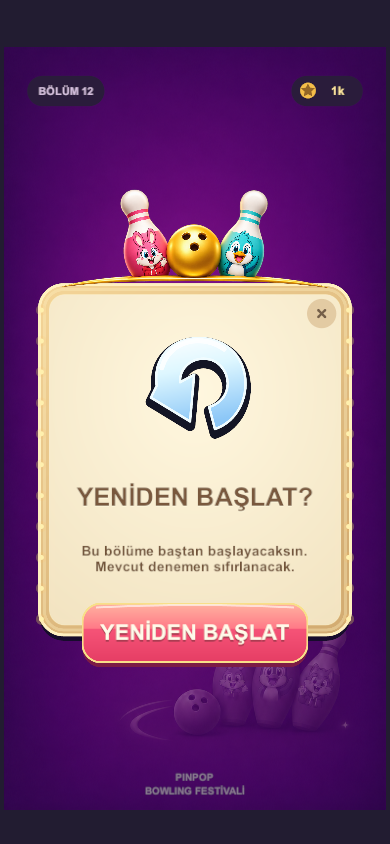 BÖLÜM 12
1k
YENİDEN BAŞLAT?
Bu bölüme baştan başlayacaksın.
Mevcut denemen sıfırlanacak.
YENİDEN BAŞLAT
PINPOP
BOWLING FESTİVALİ